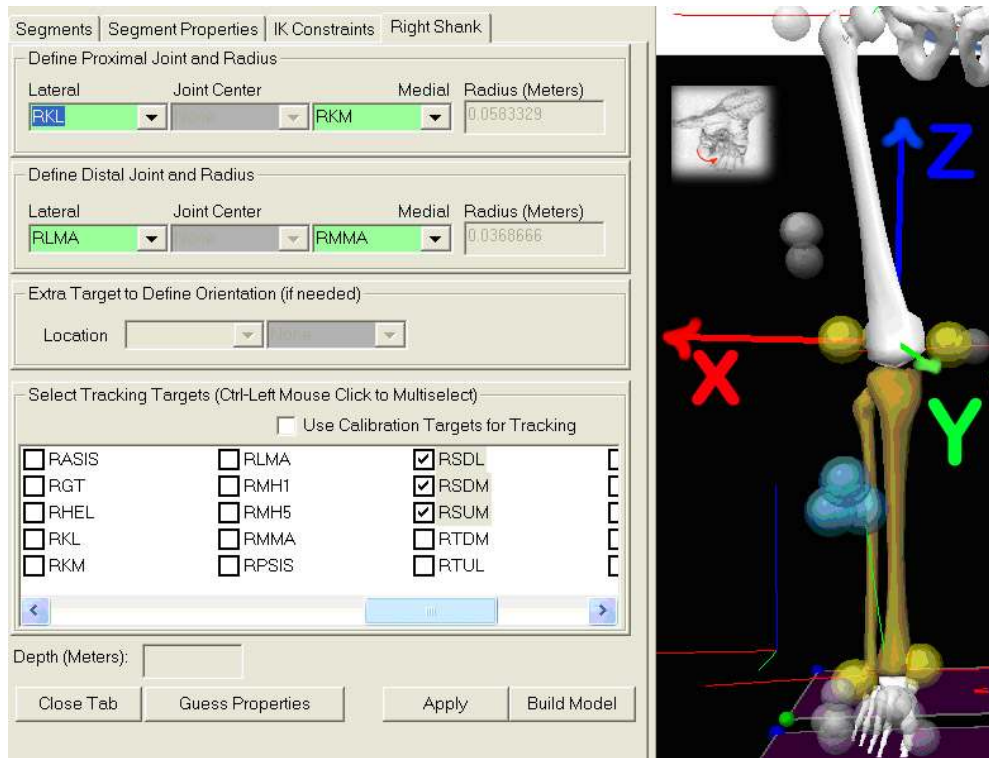 Segments Segment Properties IK Constraints Right Shank
Define Proximal Joint and Radius
Lateral Joint Center Medial Radius (Meters)
RKL None RKM 0.0583329
Define Distal Joint and Radius
Lateral Joint Center Medial Radius (Meters)
RLMA None RMMA 0.0368666
Extra Target to Define Orientation (if needed)
Location None
Select Tracking Targets (Ctrl-Left Mouse Click to Multiselect)
Use Calibration Targets for Tracking
RASIS RLMA RSDL
RGT RMH1 RSDM
RHEL RMH5 RSUM
RKL RMMA RTDM
RKM RPSIS RTUL
Depth (Meters):
Close Tab Guess Properties Apply Build Model
Z
X
Y